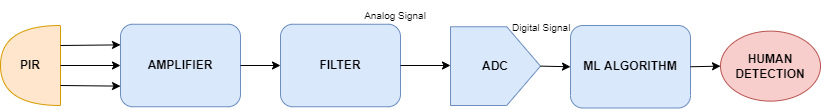 Analog Signal
Digital Signal
PIR
AMPLIFIER
FILTER
ADC
ML ALGORITHM
HUMAN
DETECTION